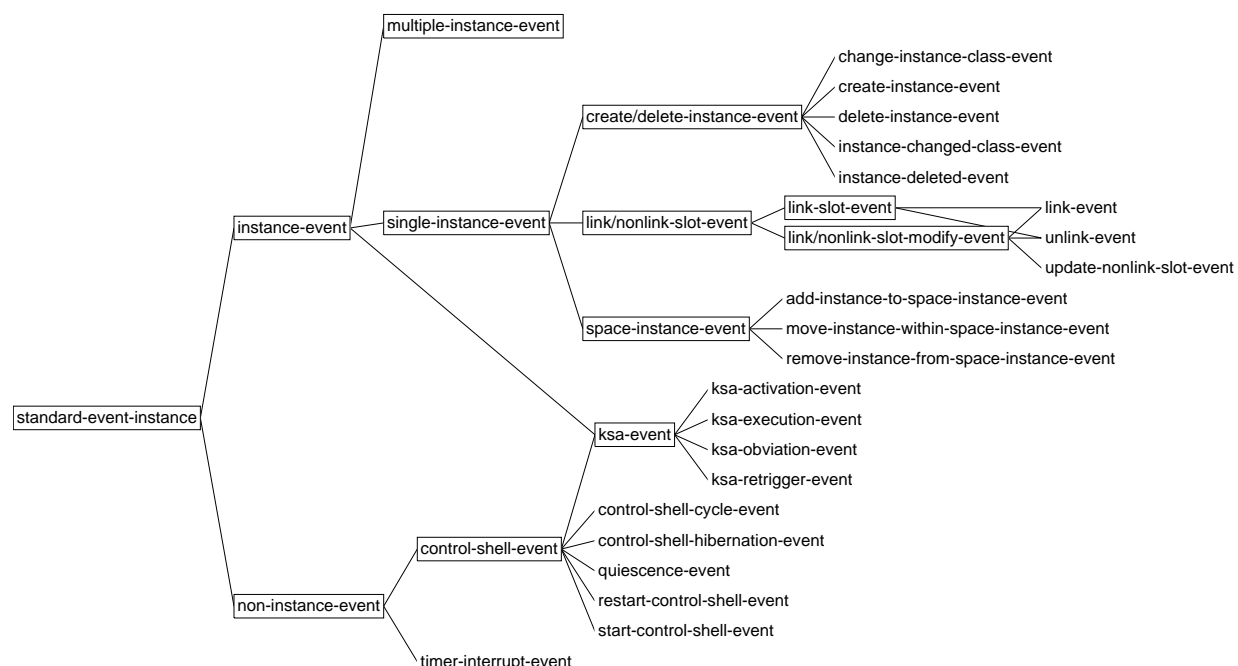 multiple-instance-event
change-instance-class-event
create-instance-event
create/delete-instance-event
delete-instance-event
instance-changed-class-event
instance-deleted-event
instance-event
single-instance-event
link/nonlink-slot-event
link-slot-event
link-event
link/nonlink-slot-modify-event
unlink-event
update-nonlink-slot-event
add-instance-to-space-instance-event
space-instance-event
move-instance-within-space-instance-event
remove-instance-from-space-instance-event
ksa-activation-event
standard-event-instance
ksa-execution-event
ksa-event
ksa-obviation-event
ksa-retrigger-event
control-shell-cycle-event
control-shell-event
control-shell-hibernation-event
quiescence-event
non-instance-event
restart-control-shell-event
start-control-shell-event
timer-interrupt-event